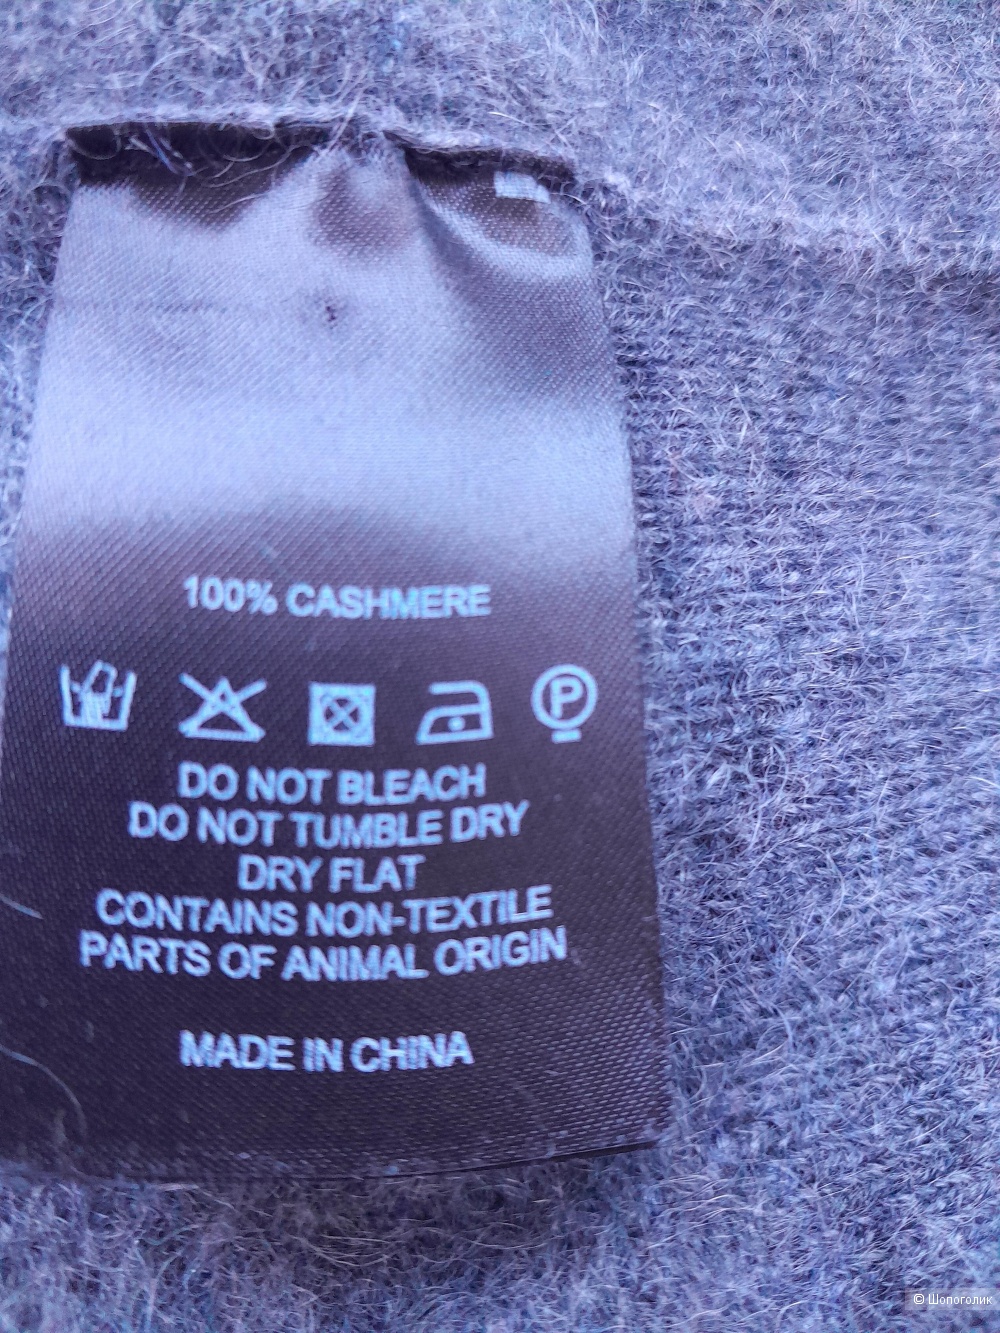 100% CASHMERE
P
DO NOT BLEACH
DO NOT TUMBLE DRY
DRY FLAT
CONTAINS NON-TEXTILE
PARTS OF ANIMAL ORIGIN
MADE IN CHINA
© Шопоголик